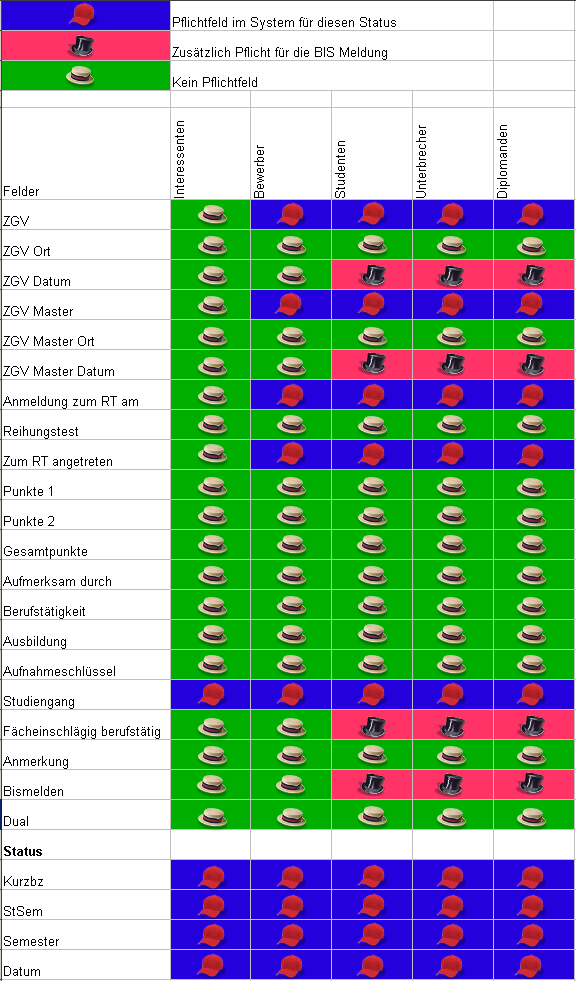 Pflichtfeld im System für diesen Status
Zusätzlich Pflicht für die BIS Meldung
Kein Pflichtfeld
Felder
Interessenten
Bewerber
Studenten
Unterbrecher
Diplomanden
ZGV
ZGV Ort
ZGV Datum
ZGV Master
ZGV Master Ort
ZGV Master Datum
Anmeldung zum RT am
Reihungstest
Zum RT angetreten
Punkte 1
Punkte 2
Gesamtpunkte
Aufmerksam durch
Berufstätigkeit
Ausbildung
Aufnahmeschlüssel
Studiengang
Fächeinschlägig berufstätig
Anmerkung
Bismelden
Dual
Status
Kurzbz
StSem
Semester
Datum